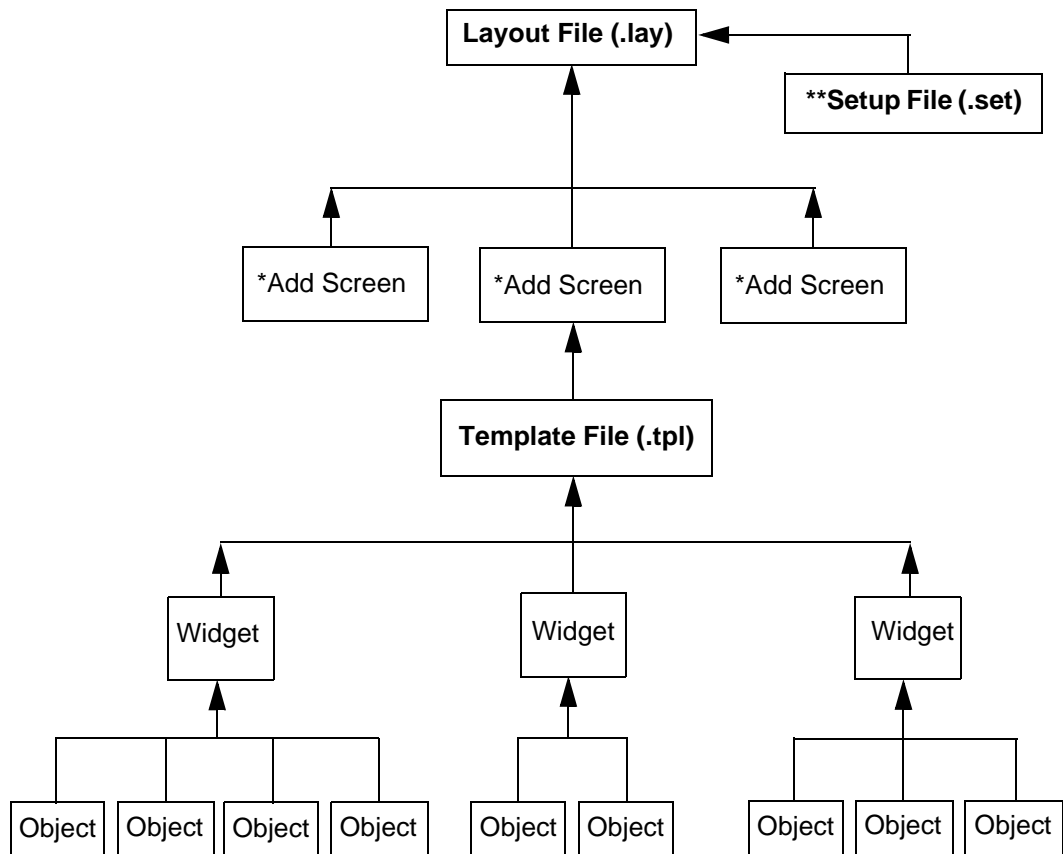 Layout File (.lay)
**Setup File (.set)
*Add Screen
*Add Screen
*Add Screen
Template File (.tpl)
Widget
Widget
Widget
Object
Object
Object
Object
Object
Object
Object
Object
Object